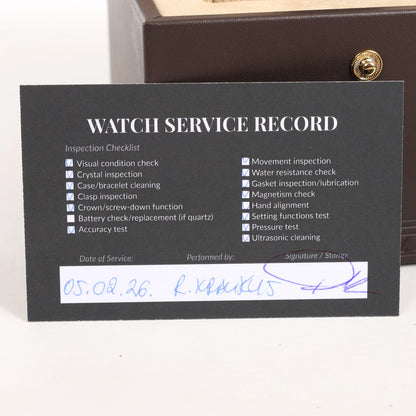 WATCH SERVICE RECORD
Inspection Checklist
Visual condition check
Crystal inspection
Case/bracelet cleaning
Clasp inspection
Crown/screw-down function
Battery check/replacement (if quartz)
Accuracy test
Movement inspection
Water resistance check
Gasket inspection/lubrication
Magnetism check
Hand alignment
Setting functions test
Pressure test
Ultrasonic cleaning
Date of Service: Performed by: Signature / Stamp:
05.02.26. R.